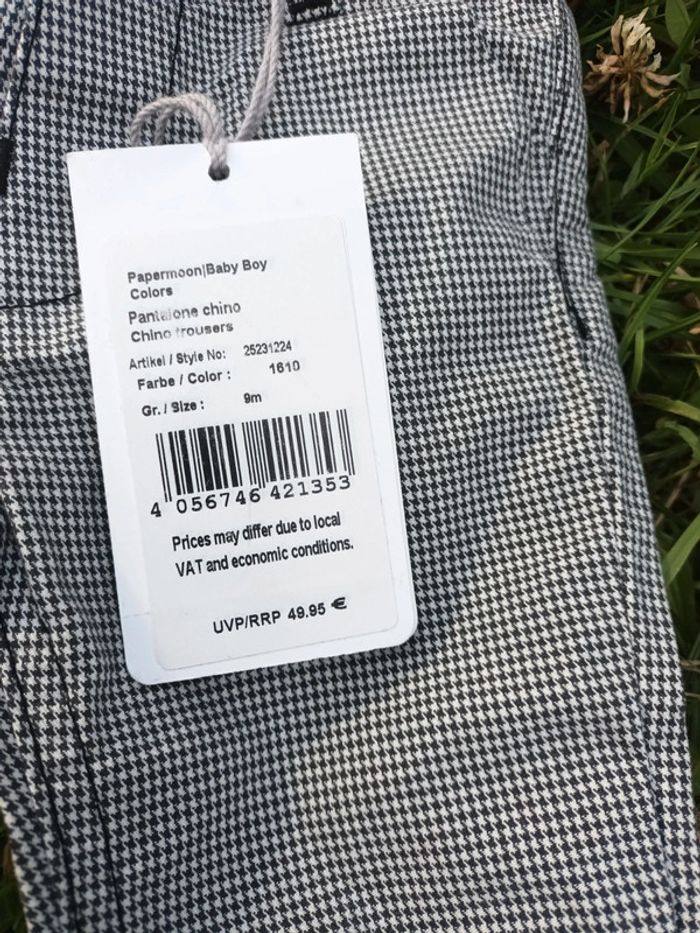 Papermoon|Baby Boy
Colors
Pantalone chino
Chino trousers
Artikel / Style No: 25231224
Farbe / Color : 1610
Gr. / Size : 9m
4 056746 421353
Prices may differ due to local
VAT and economic conditions.
UVP/RRP 49.95 €